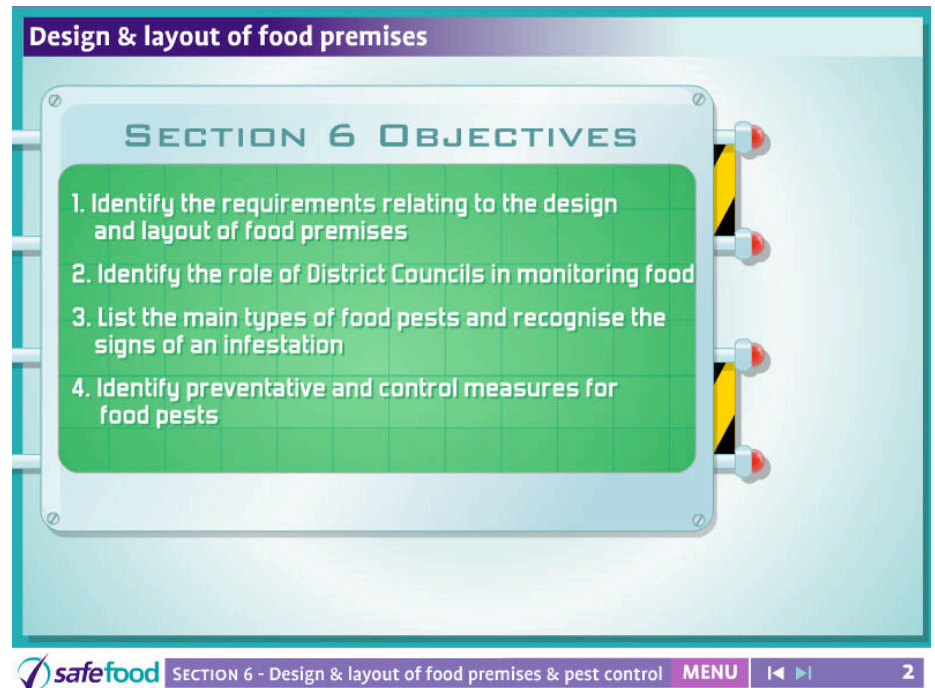 Design & layout of food premises
SECTION 6 OBJECTIVES
1. Identify the requirements relating to the design
and layout of food premises
2. Identify the role of District Councils in monitoring food
3. List the main types of food pests and recognise the
signs of an infestation
4. Identify preventative and control measures for
food pests
safefood SECTION 6 - Design & layout of food premises & pest control MENU 2